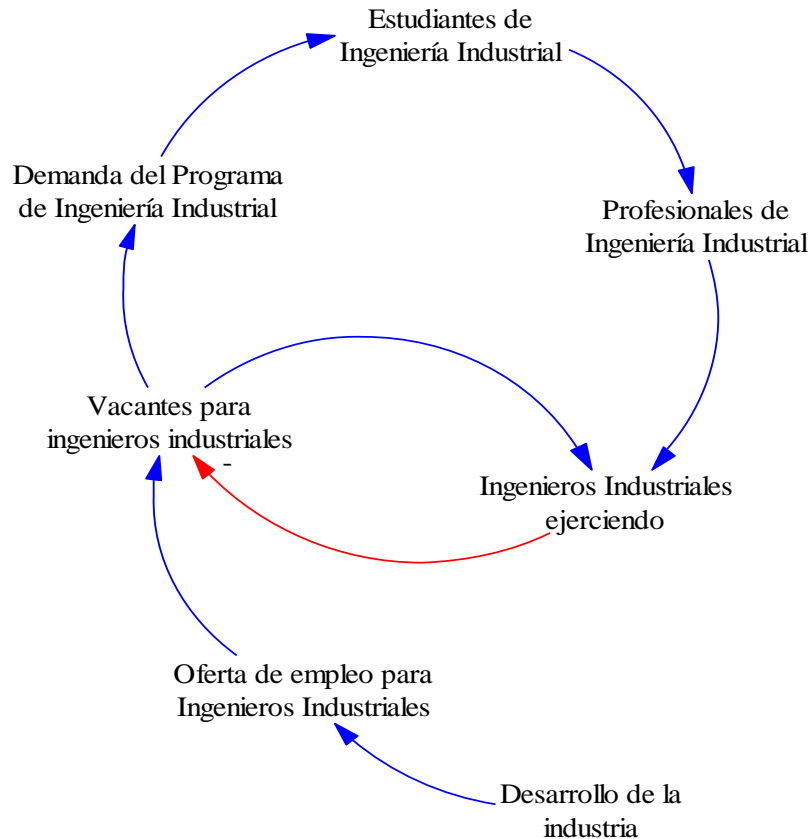 Estudiantes de
Ingeniería Industrial
Demanda del Programa
de Ingeniería Industrial
Profesionales de
Ingeniería Industrial
Vacantes para
ingenieros industriales
-
Ingenieros Industriales
ejerciendo
Oferta de empleo para
Ingenieros Industriales
Desarrollo de la
industria